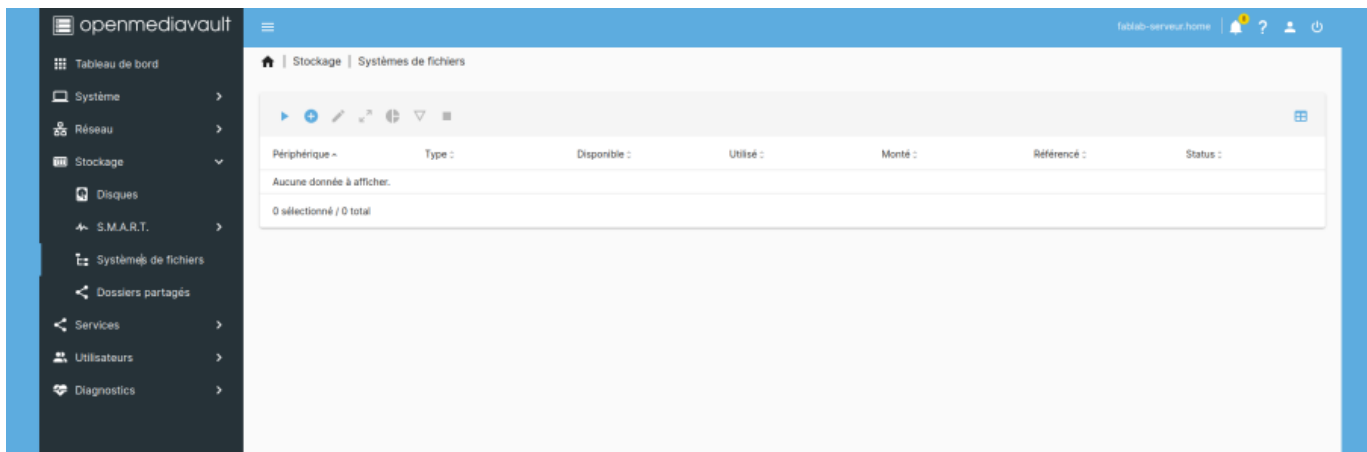 openmediavault
fablab-serveur.home
Tableau de bord
Système
Réseau
Stockage
Disques
S.M.A.R.T.
Systèmes de fichiers
Dossiers partagés
Services
Utilisateurs
Diagnostics
Stockage | Systèmes de fichiers
Périphérique Type Disponible Utilisé Monté Référencé Status
Aucune donnée à afficher.
0 sélectionné / 0 total